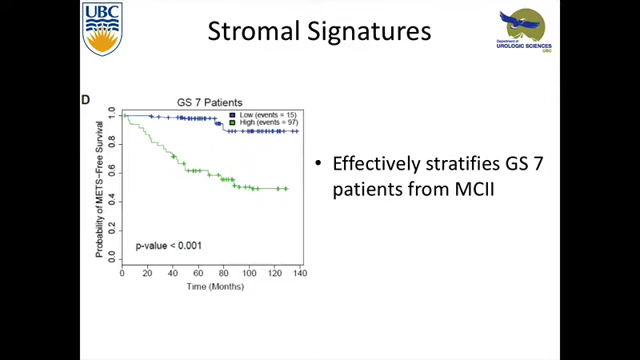 UBC
Stromal Signatures
Department of
UROLOGIC SCIENCES
UBC
D
GS 7 Patients
Low (events = 15)
High (events = 97)
Probability of METS-Free Survival
1.0
0.8
0.6
0.4
0.2
0.0
p-value < 0.001
0 20 40 60 80 100 120 140
Time (Months)
• Effectively stratifies GS 7
patients from MCII